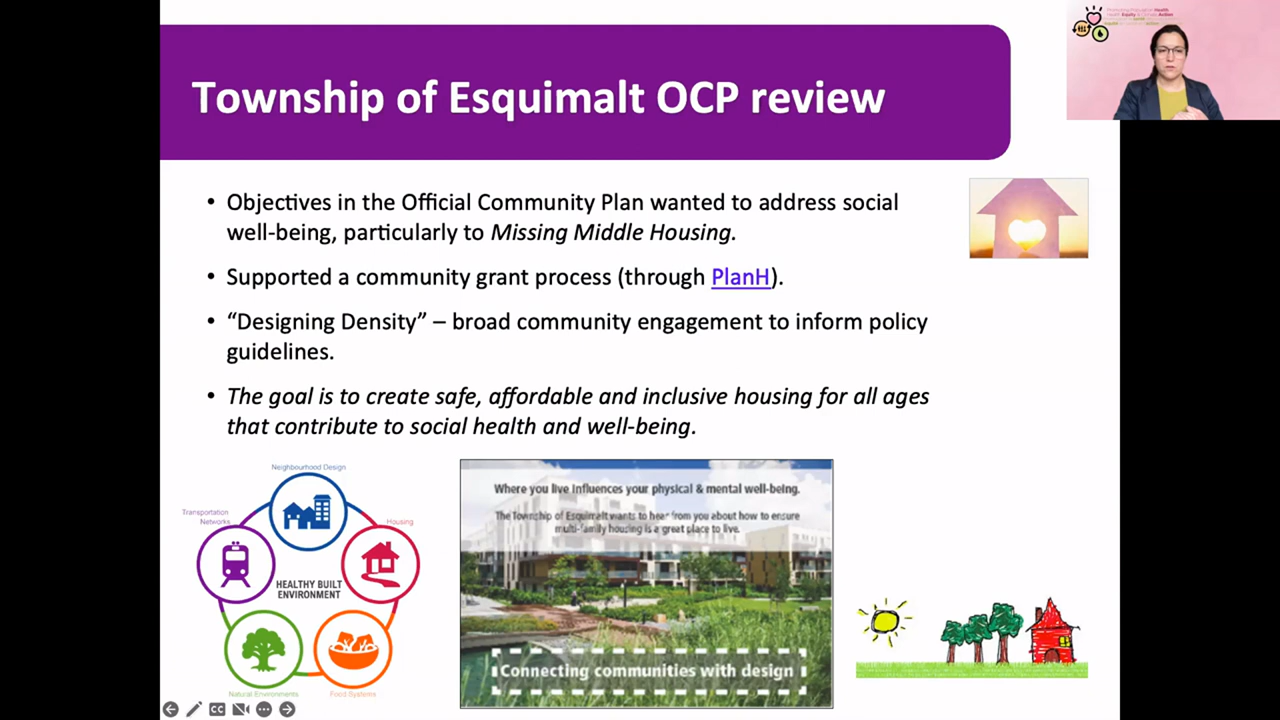 Township of Esquimalt OCP review
• Objectives in the Official Community Plan wanted to address social
well-being, particularly to Missing Middle Housing.
• Supported a community grant process (through PlanH).
• “Designing Density” – broad community engagement to inform policy
guidelines.
• The goal is to create safe, affordable and inclusive housing for all ages
that contribute to social health and well-being.
Neighbourhood Design
Transportation
Networks
Housing
HEALTHY BUILT
ENVIRONMENT
Natural Environments
Food Systems
Where you live influences your physical & mental well-being.
The Township of Esquimalt wants to hear from you about how to ensure
multi-family housing is a great place to live.
Connecting communities with design
CC